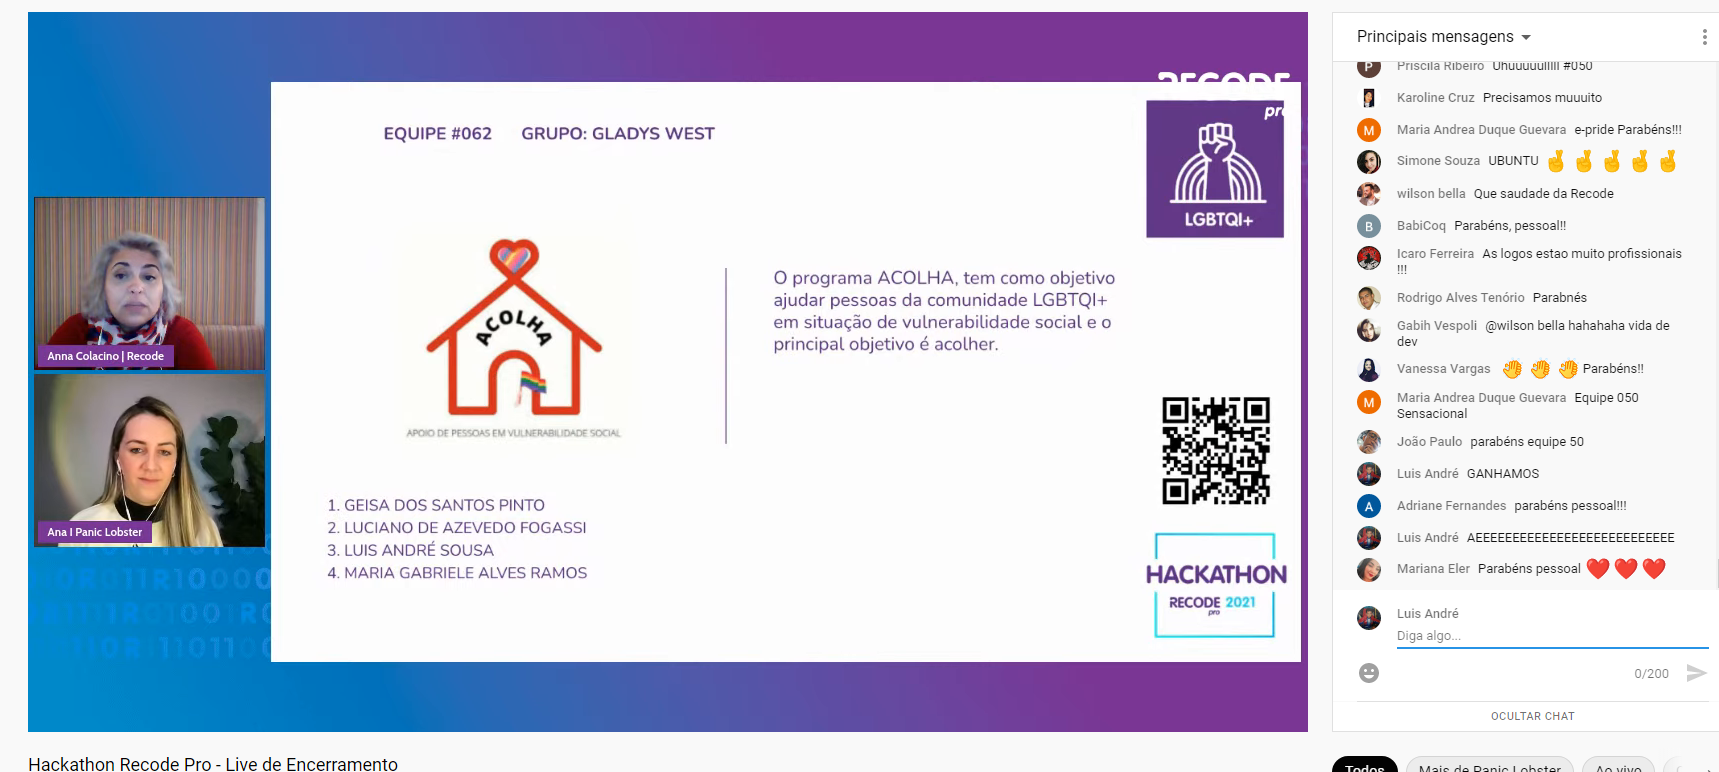 RECODE
pro
EQUIPE #062 GRUPO: GLADYS WEST
LGBTQI+
ACOLHA
APOIO DE PESSOAS EM VULNERABILIDADE SOCIAL
O programa ACOLHA, tem como objetivo
ajudar pessoas da comunidade LGBTQI+
em situação de vulnerabilidade social e o
principal objetivo é acolher.
1. GEISA DOS SANTOS PINTO
2. LUCIANO DE AZEVEDO FOGASSI
3. LUIS ANDRÉ SOUSA
4. MARIA GABRIELE ALVES RAMOS
HACKATHON
RECODE 2021
pro
Anna Colacino | Recode
Ana I Panic Lobster
Hackathon Recode Pro - Live de Encerramento
Principais mensagens
P Priscila Ribeiro Uhuuuuulllll #050
Karoline Cruz Precisamos muuuito
M Maria Andrea Duque Guevara e-pride Parabéns!!!
Simone Souza UBUNTU 🤞 🤞 🤞 🤞 🤞
wilson bella Que saudade da Recode
B BabiCoq Parabéns, pessoal!!
Icaro Ferreira As logos estao muito profissionais
!!!
Rodrigo Alves Tenório Parabnés
Gabih Vespoli @wilson bella hahahaha vida de
dev
Vanessa Vargas 👏 👏 👏 Parabéns!!
M Maria Andrea Duque Guevara Equipe 050
Sensacional
João Paulo parabéns equipe 50
Luis André GANHAMOS
A Adriane Fernandes parabéns pessoal!!!
Luis André AEEEEEEEEEEEEEEEEEEEEEEEEEEE
Mariana Eler Parabéns pessoal ❤️ ❤️ ❤️
Luis André
Diga algo...
0/200
OCULTAR CHAT
Todos Mais de Panic Lobster Ao vivo